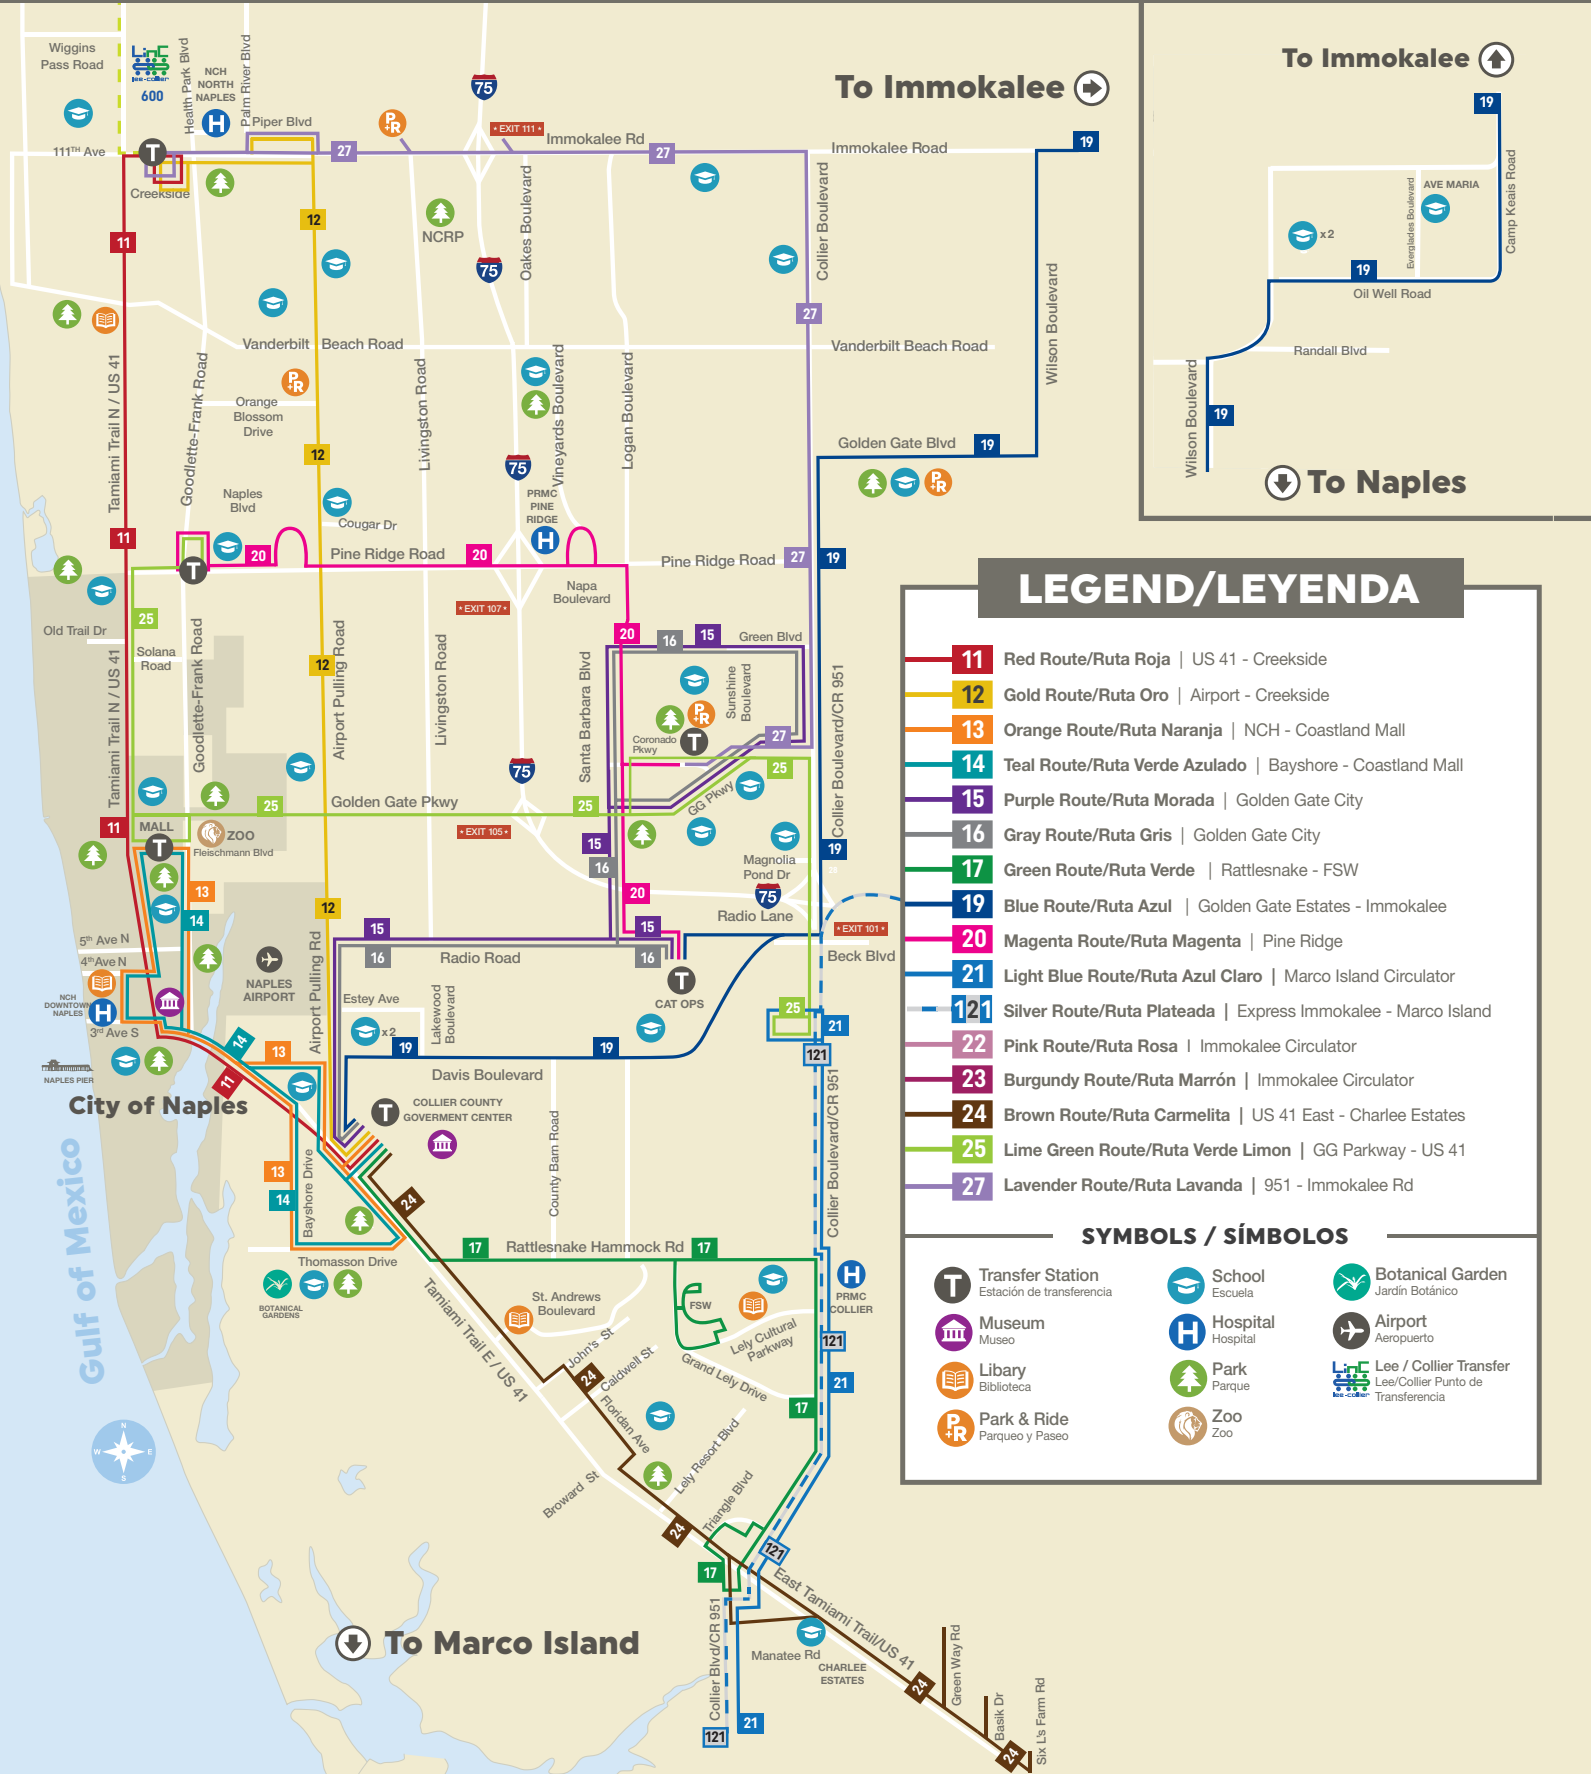 Wiggins
Pass Road
LinC
lee-collier
600
Health Park Blvd
NCH
NORTH
NAPLES
H
Palm River Blvd
Piper Blvd
P+R
75
EXIT 111
Immokalee Rd
To Immokalee
Immokalee Road
19
111TH Ave
T
27
27
Creekside
12
11
NCRP
75
Oakes Boulevard
Collier Boulevard
27
Wilson Boulevard
Vanderbilt Beach Road
Vanderbilt Beach Road
Tamiami Trail N / US 41
Goodlette-Frank Road
P+R
Orange
Blossom
Drive
Livingston Road
Vineyards Boulevard
Logan Boulevard
12
75
Golden Gate Blvd
19
P+R
Naples
Blvd
Cougar Dr
PRMC
PINE
RIDGE
H
11
20
Pine Ridge Road
20
Pine Ridge Road
27
19
T
Napa
Boulevard
EXIT 107
25
Old Trail Dr
Solana
Road
Tamiami Trail N / US 41
Goodlette-Frank Road
Airport Pulling Road
12
Livingston Road
20
16
15
Green Blvd
Santa Barbara Blvd
Sunshine
Boulevard
P+R
Coronado
Pkwy
T
27
25
Collier Boulevard/CR 951
75
GG Pkwy
25
Golden Gate Pkwy
25
11
MALL
T
ZOO
Fleischmann Blvd
EXIT 105
15
16
Magnolia
Pond Dr
19
13
14
12
20
75
Radio Lane
EXIT 101
5th Ave N
4th Ave N
15
16
Radio Road
15
16
Beck Blvd
NAPLES
AIRPORT
Airport Pulling Rd
T
CAT OPS
NCH
DOWNTOWN
NAPLES
H
3rd Ave S
Estey Ave
x2
Lakewood
Boulevard
25
21
14
13
19
19
121
NAPLES PIER
11
Davis Boulevard
City of Naples
T
COLLIER COUNTY
GOVERMENT CENTER
County Barn Road
Collier Boulevard/CR 951
Gulf of Mexico
13
14
Bayshore Drive
24
17
Rattlesnake Hammock Rd
17
Thomasson Drive
BOTANICAL
GARDENS
Tamiami Trail E / US 41
St. Andrews
Boulevard
FSW
H
PRMC
COLLIER
Lely Cultural
Parkway
121
John's St
Caldwell St
Grand Lely Drive
24
21
17
Floridan Ave
Lely Resort Blvd
N
W
E
S
Broward St
Triangle Blvd
24
121
17
East Tamiami Trail/US 41
To Marco Island
Collier Blvd/CR 951
Manatee Rd
CHARLEE
ESTATES
24
Green Way Rd
Basik Dr
Six L's Farm Rd
24
21
121
To Immokalee
19
AVE MARIA
Everglades Boulevard
Camp Keais Road
x2
19
Oil Well Road
Randall Blvd
Wilson Boulevard
19
To Naples
LEGEND/LEYENDA
11 Red Route/Ruta Roja | US 41 - Creekside
12 Gold Route/Ruta Oro | Airport - Creekside
13 Orange Route/Ruta Naranja | NCH - Coastland Mall
14 Teal Route/Ruta Verde Azulado | Bayshore - Coastland Mall
15 Purple Route/Ruta Morada | Golden Gate City
16 Gray Route/Ruta Gris | Golden Gate City
17 Green Route/Ruta Verde | Rattlesnake - FSW
19 Blue Route/Ruta Azul | Golden Gate Estates - Immokalee
20 Magenta Route/Ruta Magenta | Pine Ridge
21 Light Blue Route/Ruta Azul Claro | Marco Island Circulator
121 Silver Route/Ruta Plateada | Express Immokalee - Marco Island
22 Pink Route/Ruta Rosa I Immokalee Circulator
23 Burgundy Route/Ruta Marrón | Immokalee Circulator
24 Brown Route/Ruta Carmelita | US 41 East - Charlee Estates
25 Lime Green Route/Ruta Verde Limon | GG Parkway - US 41
27 Lavender Route/Ruta Lavanda | 951 - Immokalee Rd
SYMBOLS / SÍMBOLOS
T Transfer Station
Estación de transferencia
Museum
Museo
Libary
Biblioteca
P+R Park & Ride
Parqueo y Paseo
School
Escuela
H Hospital
Hospital
Park
Parque
Zoo
Zoo
Botanical Garden
Jardín Botánico
Airport
Aeropuerto
LinC
lee-collier
Lee / Collier Transfer
Lee/Collier Punto de
Transferencia